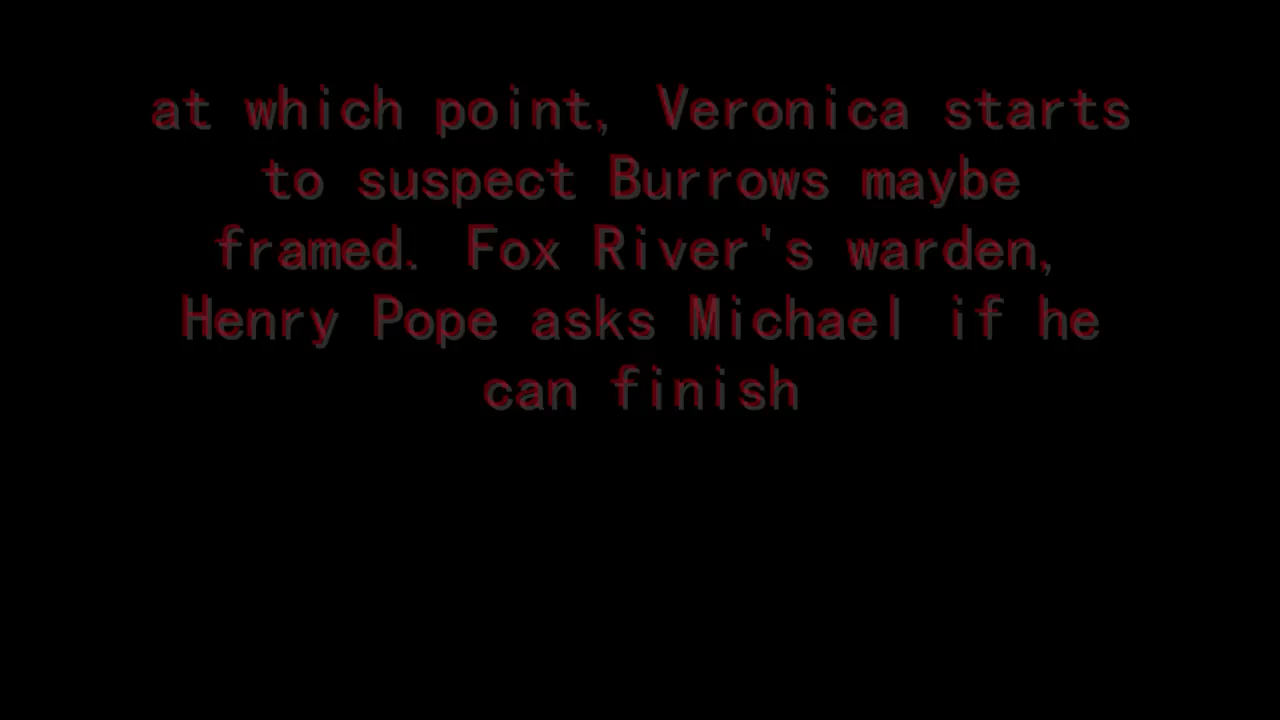 at which point, Veronica starts
to suspect Burrows maybe
framed. Fox River's warden,
Henry Pope asks Michael if he
can finish